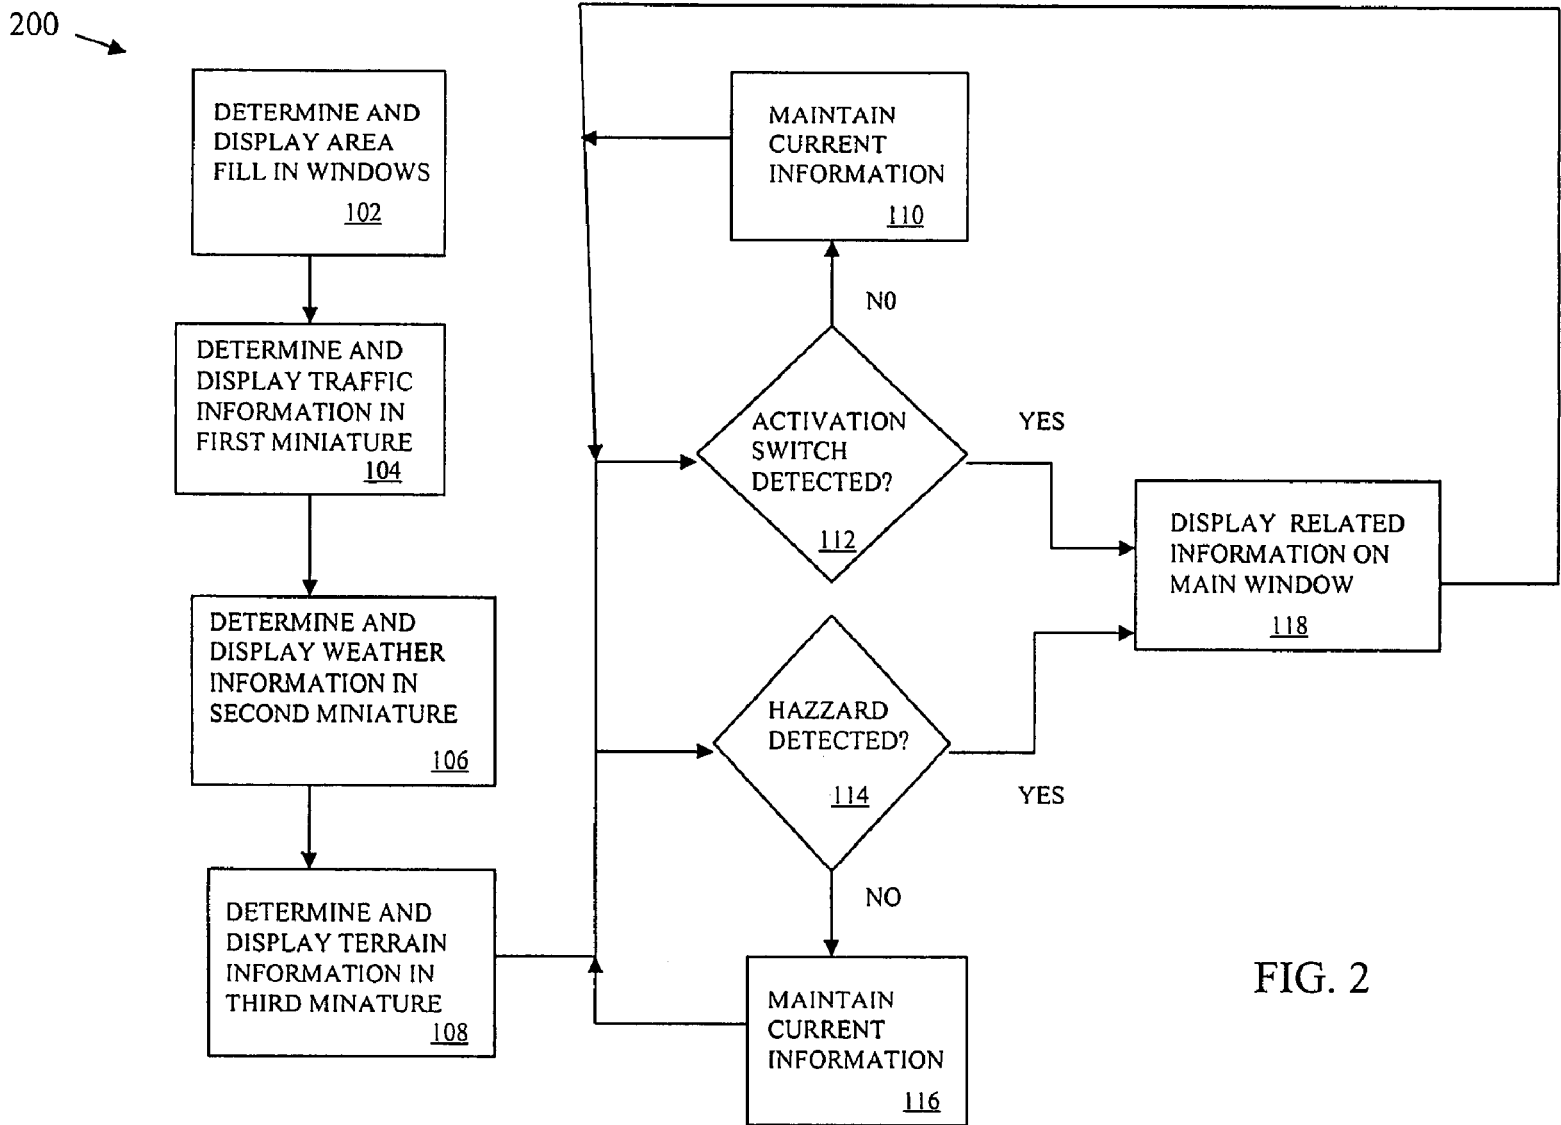 200
DETERMINE AND
DISPLAY AREA
FILL IN WINDOWS
102
DETERMINE AND
DISPLAY TRAFFIC
INFORMATION IN
FIRST MINIATURE
104
DETERMINE AND
DISPLAY WEATHER
INFORMATION IN
SECOND MINIATURE
106
DETERMINE AND
DISPLAY TERRAIN
INFORMATION IN
THIRD MINATURE
108
MAINTAIN
CURRENT
INFORMATION
110
N0
ACTIVATION
SWITCH
DETECTED?
112
YES
HAZZARD
DETECTED?
114
YES
NO
MAINTAIN
CURRENT
INFORMATION
116
DISPLAY RELATED
INFORMATION ON
MAIN WINDOW
118
FIG. 2